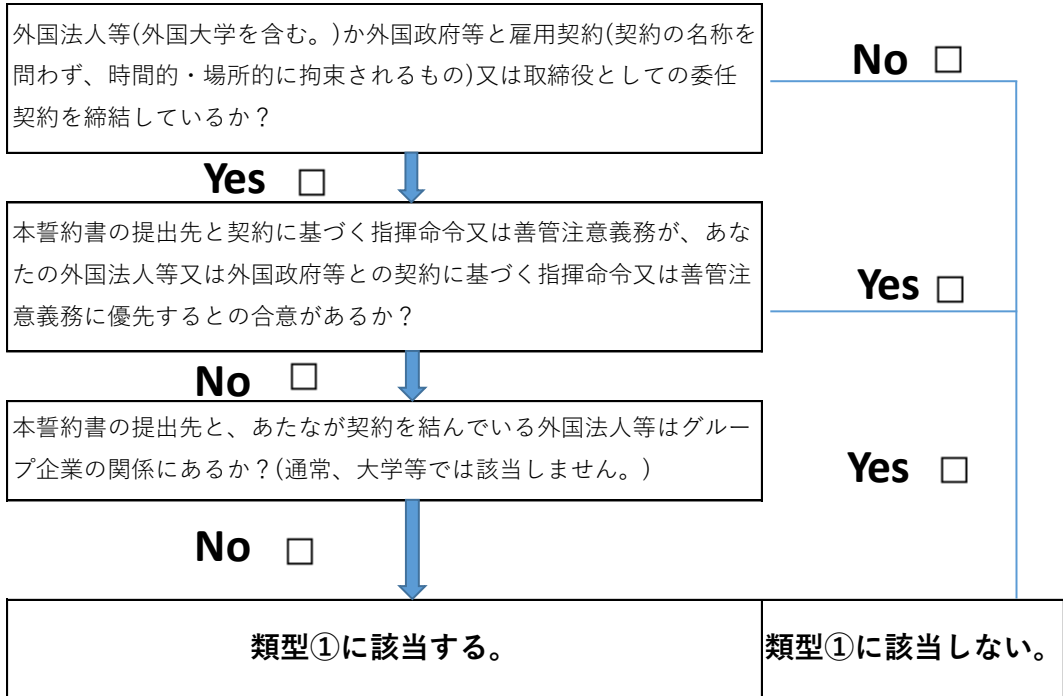 外国法人等(外国大学を含む。)か外国政府等と雇用契約(契約の名称を
問わず、時間的・場所的に拘束されるもの)又は取締役としての委任
契約を締結しているか？
No □
Yes □
本誓約書の提出先と契約に基づく指揮命令又は善管注意義務が、あな
たの外国法人等又は外国政府等との契約に基づく指揮命令又は善管注
意義務に優先するとの合意があるか？
Yes □
No □
本誓約書の提出先と、あたなが契約を結んでいる外国法人等はグルー
プ企業の関係にあるか？(通常、大学等では該当しません。)
Yes □
No □
類型①に該当する。
類型①に該当しない。